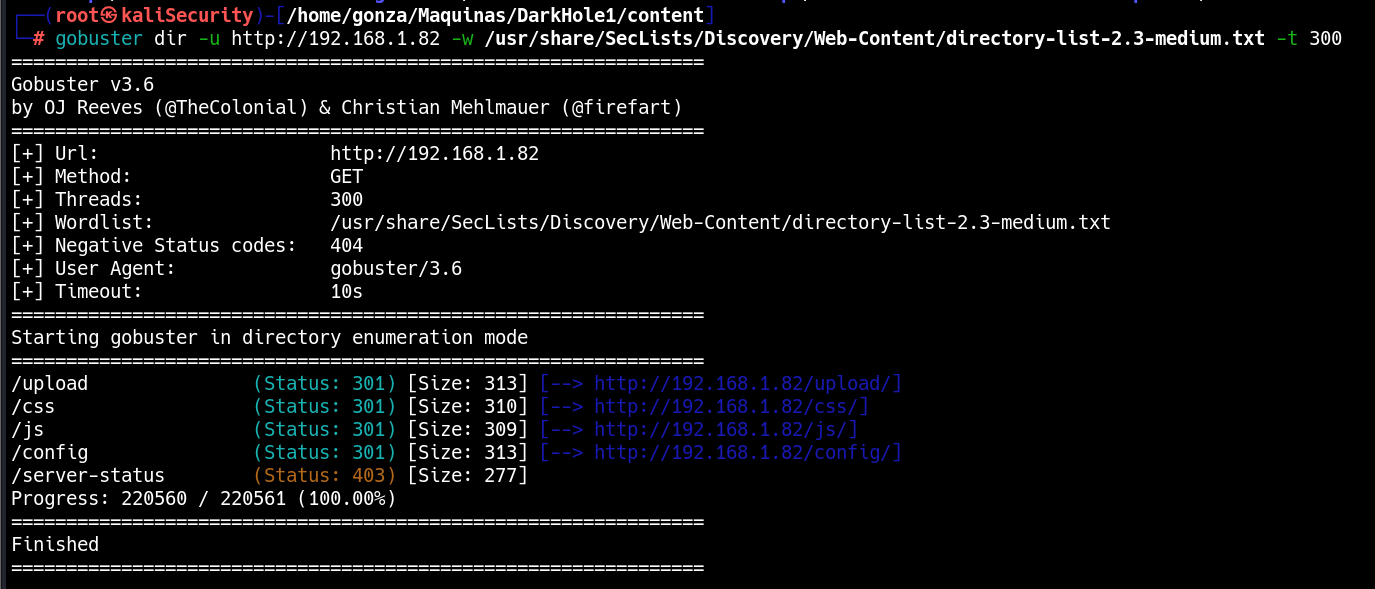 ┌──(root㉿kaliSecurity)-[/home/gonza/Maquinas/DarkHole1/content]
└─# gobuster dir -u http://192.168.1.82 -w /usr/share/SecLists/Discovery/Web-Content/directory-list-2.3-medium.txt -t 300
===============================================================
Gobuster v3.6
by OJ Reeves (@TheColonial) & Christian Mehlmauer (@firefart)
===============================================================
[+] Url:                     http://192.168.1.82
[+] Method:                  GET
[+] Threads:                 300
[+] Wordlist:                /usr/share/SecLists/Discovery/Web-Content/directory-list-2.3-medium.txt
[+] Negative Status codes:   404
[+] User Agent:              gobuster/3.6
[+] Timeout:                 10s
===============================================================
Starting gobuster in directory enumeration mode
===============================================================
/upload               (Status: 301) [Size: 313] [--> http://192.168.1.82/upload/]
/css                  (Status: 301) [Size: 310] [--> http://192.168.1.82/css/]
/js                   (Status: 301) [Size: 309] [--> http://192.168.1.82/js/]
/config               (Status: 301) [Size: 313] [--> http://192.168.1.82/config/]
/server-status        (Status: 403) [Size: 277]
Progress: 220560 / 220561 (100.00%)
===============================================================
Finished
===============================================================